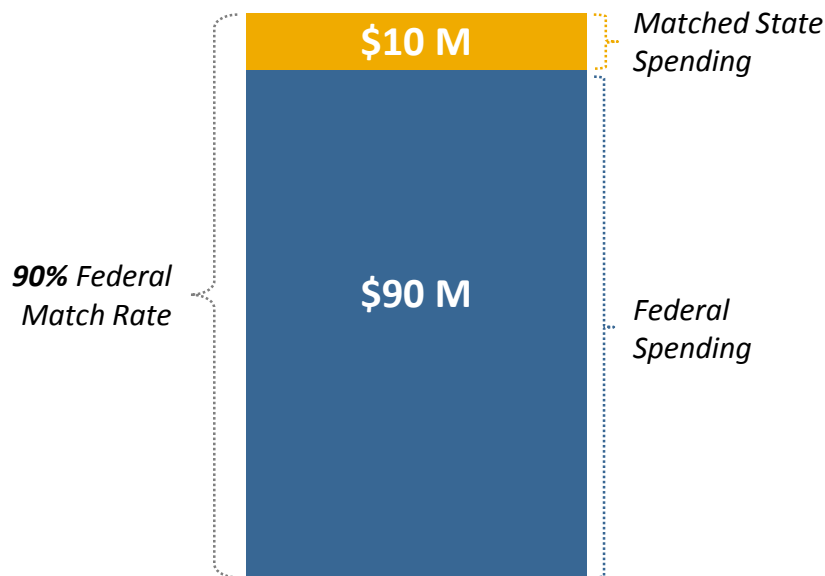 $10 M
Matched State
Spending
90% Federal
Match Rate
$90 M
Federal
Spending